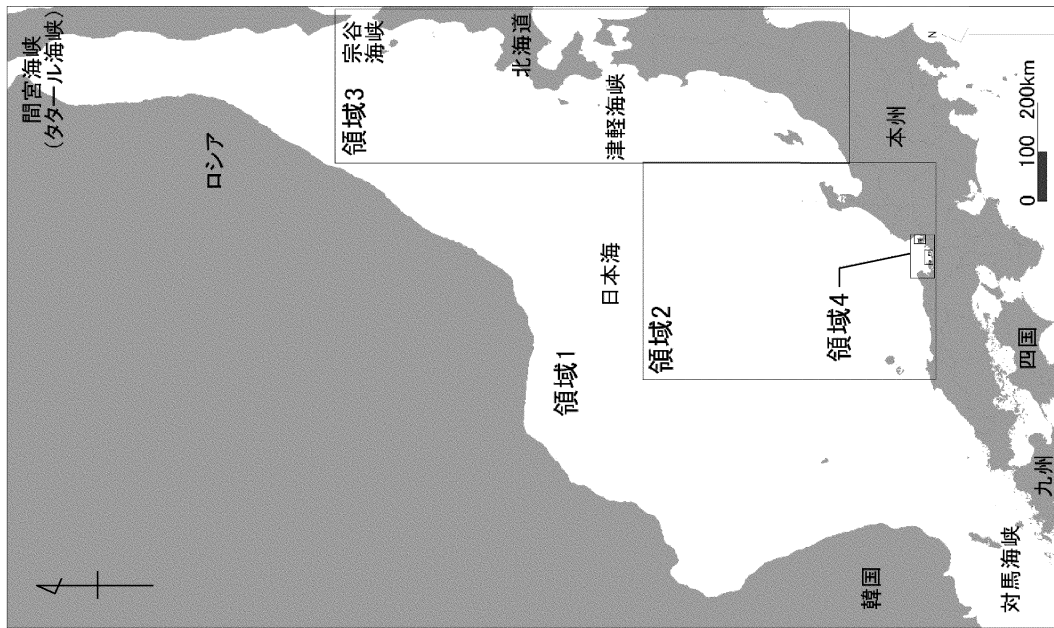 間宮海峡
(タタール海峡)
ロシア
宗谷
海峡
領域3
北海道
津軽海峡
日本海
領域1
領域2
領域4
本州
N
0 100 200km
四国
九州
韓国
対馬海峡